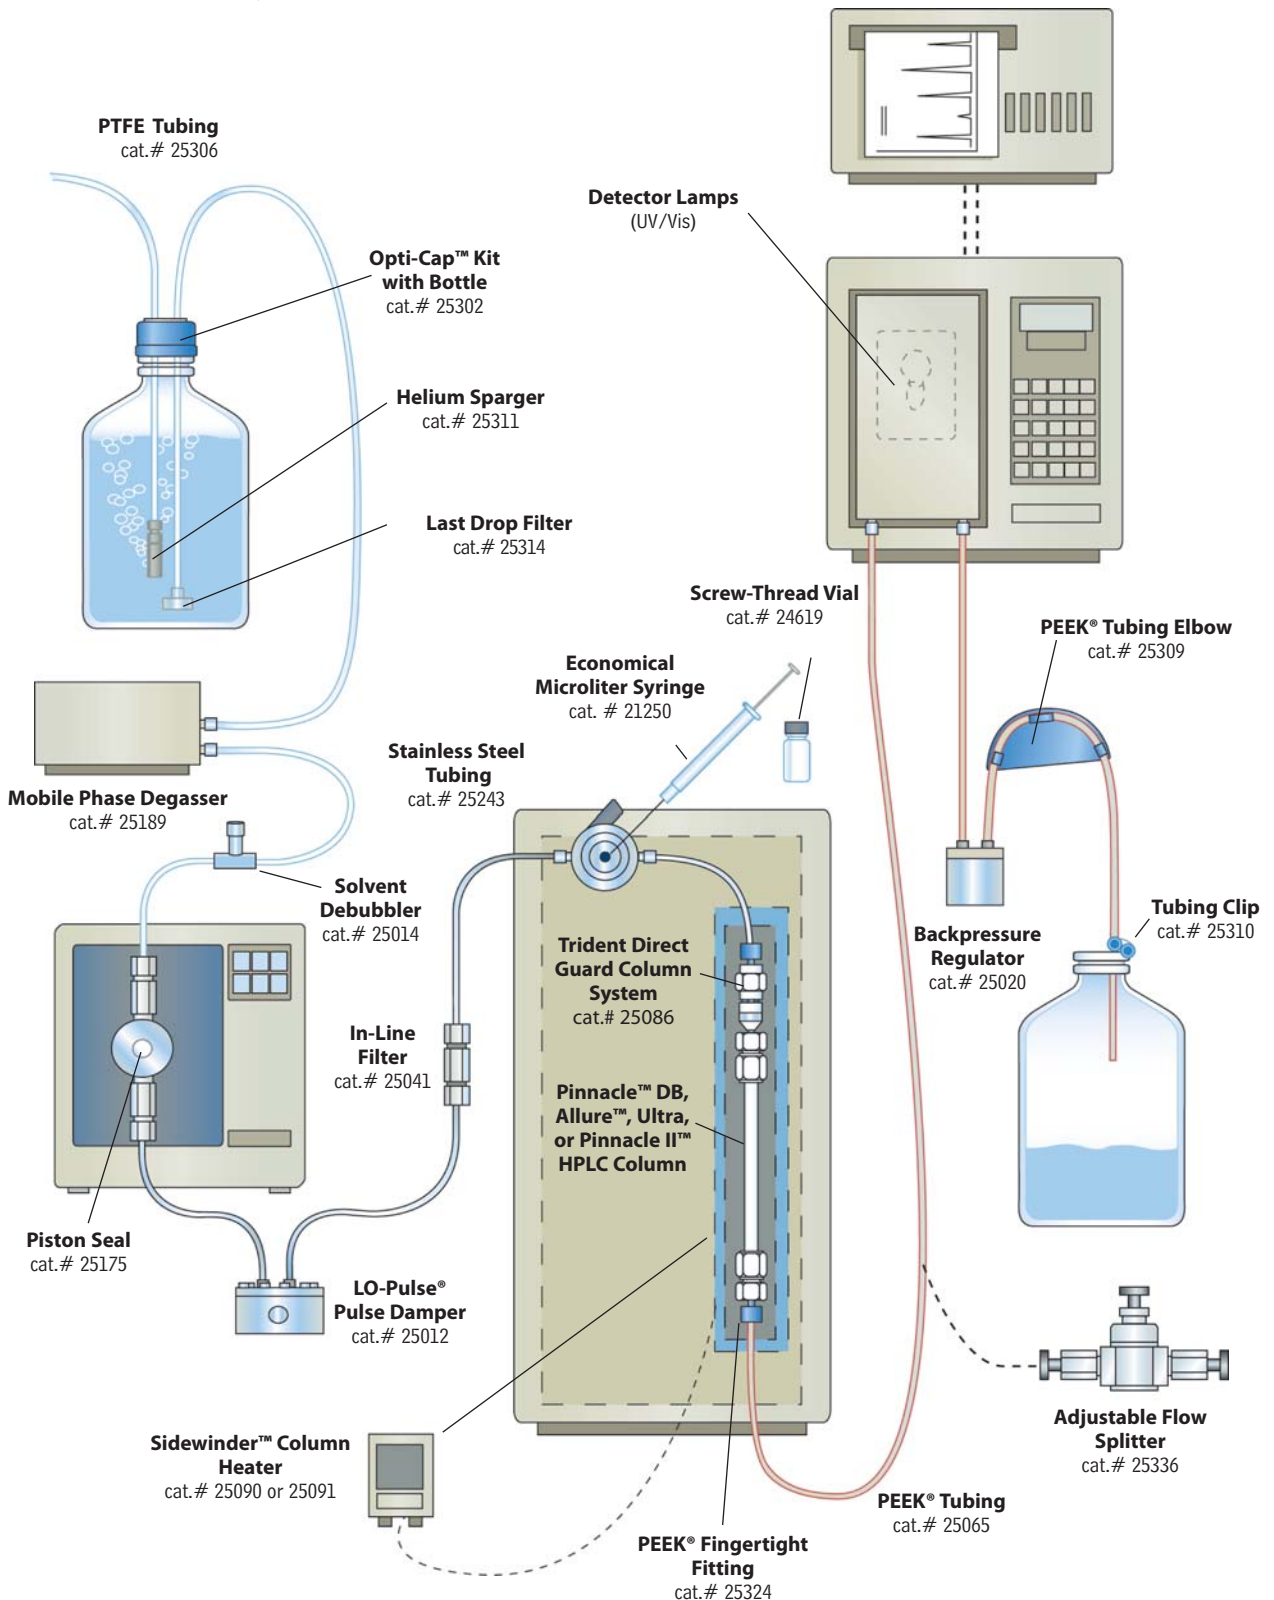 PTFE Tubing
cat.# 25306
Detector Lamps
(UV/Vis)
Opti-Cap™ Kit
with Bottle
cat.# 25302
Helium Sparger
cat.# 25311
Last Drop Filter
cat.# 25314
Screw-Thread Vial
cat.# 24619
PEEK® Tubing Elbow
cat.# 25309
Economical
Microliter Syringe
cat. # 21250
Stainless Steel
Tubing
cat.# 25243
Mobile Phase Degasser
cat.# 25189
Solvent
Debubbler
cat.# 25014
Tubing Clip
cat.# 25310
Backpressure
Regulator
cat.# 25020
Trident Direct
Guard Column
System
cat.# 25086
In-Line
Filter
cat.# 25041
Pinnacle™ DB,
Allure™, Ultra,
or Pinnacle II™
HPLC Column
Piston Seal
cat.# 25175
LO-Pulse®
Pulse Damper
cat.# 25012
Adjustable Flow
Splitter
cat.# 25336
Sidewinder™ Column
Heater
cat.# 25090 or 25091
PEEK® Tubing
cat.# 25065
PEEK® Fingertight
Fitting
cat.# 25324